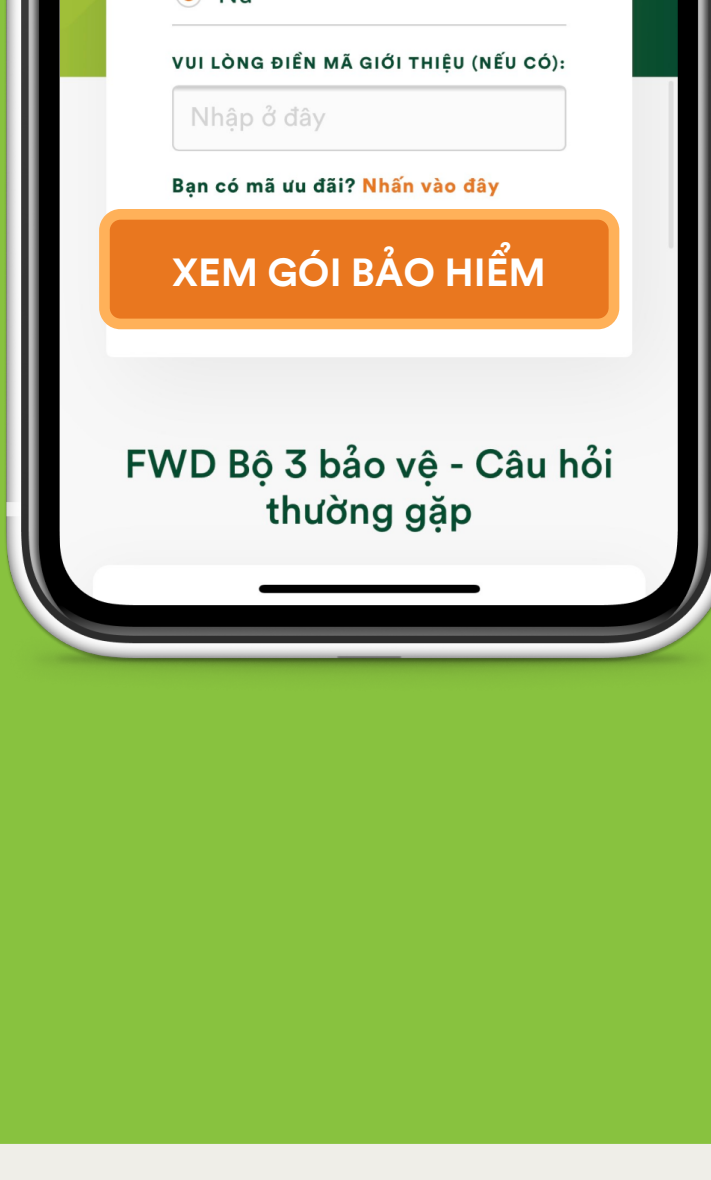 VUI LÒNG ĐIỀN MÃ GIỚI THIỆU (NẾU CÓ):
Nhập ở đây
Bạn có mã ưu đãi? Nhấn vào đây
XEM GÓI BẢO HIỂM
FWD Bộ 3 bảo vệ - Câu hỏi
thường gặp